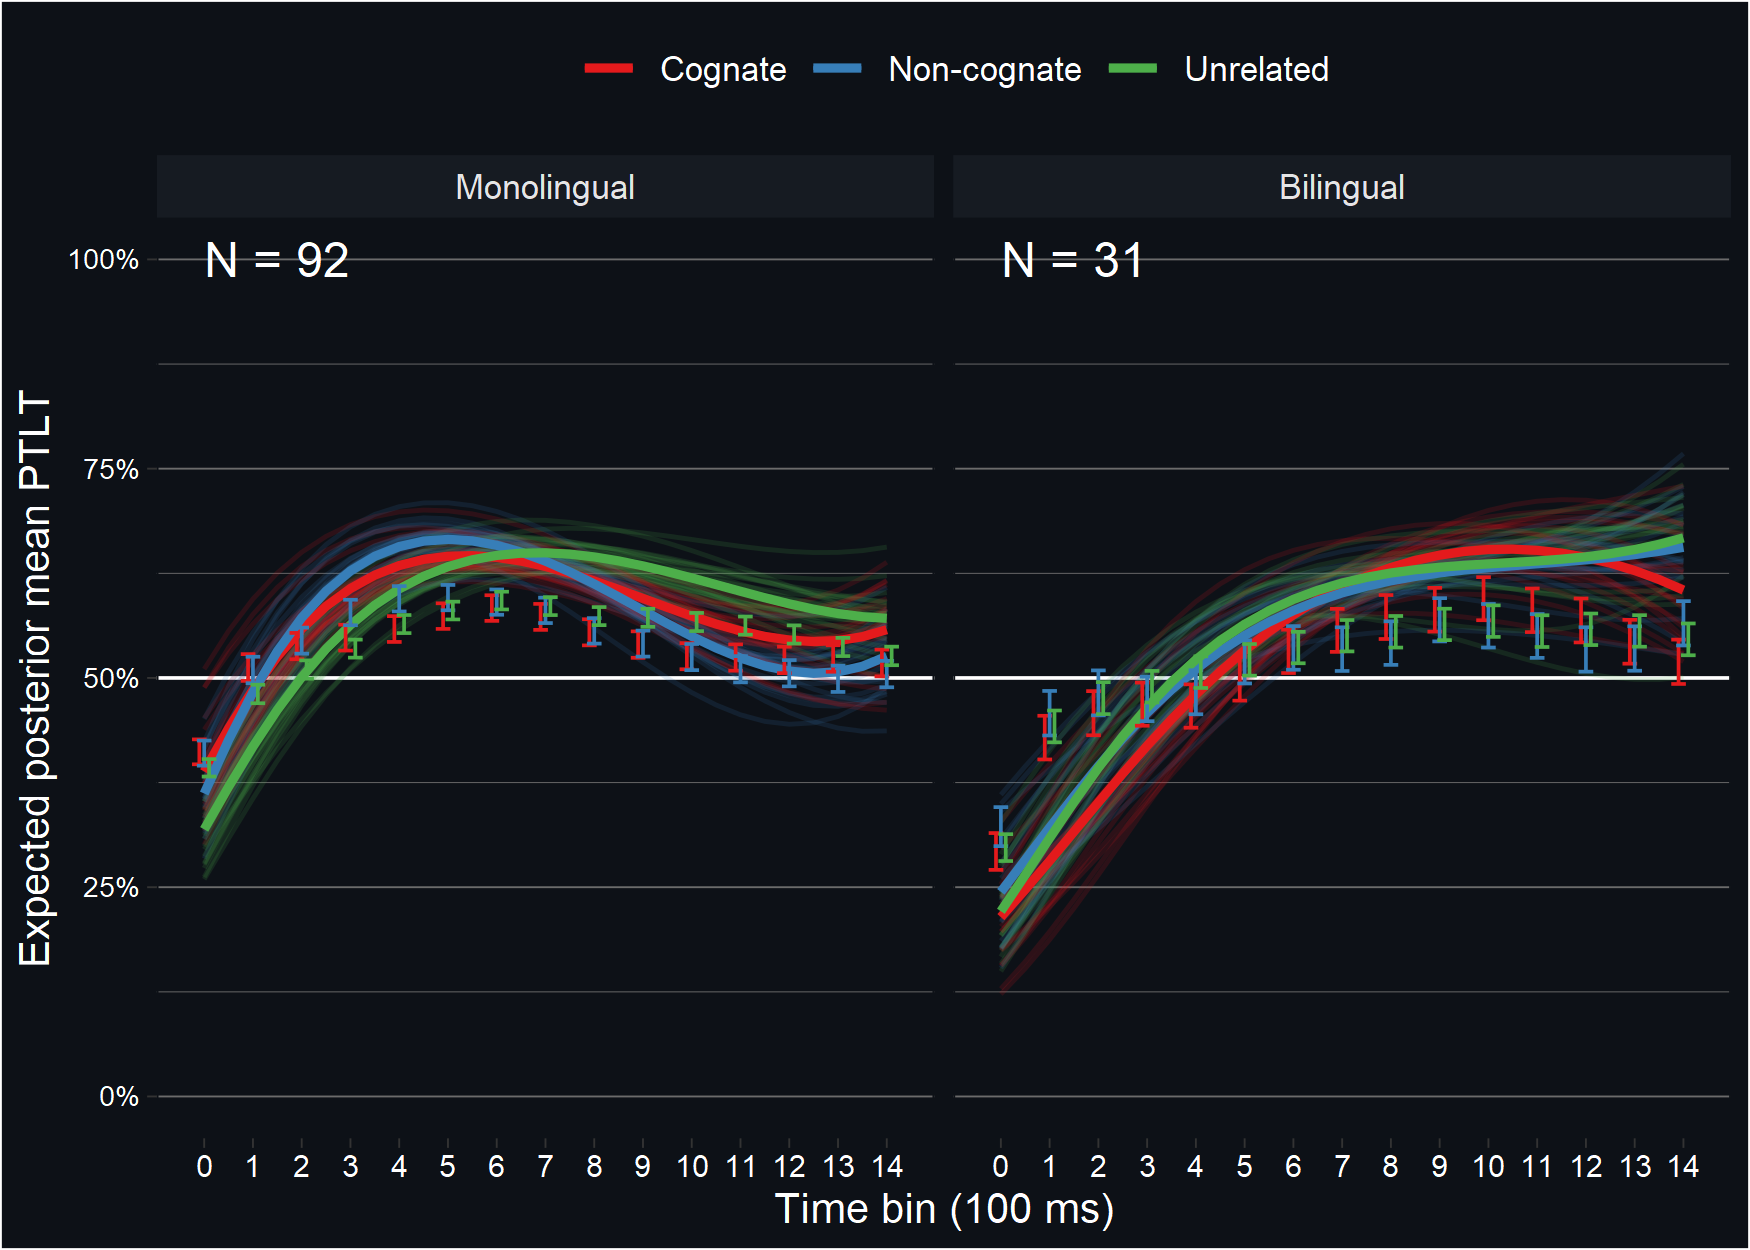 Cognate Non-cognate Unrelated
Monolingual Bilingual
N = 92 N = 31
100%
75%
50%
25%
0%
Expected posterior mean PTLT
0 1 2 3 4 5 6 7 8 9 10 11 12 13 14 0 1 2 3 4 5 6 7 8 9 10 11 12 13 14
Time bin (100 ms)